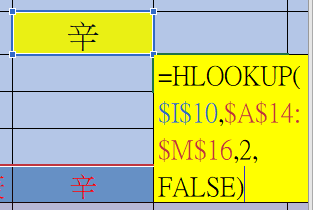 辛
=HLOOKUP(
$I$10,$A$14:
$M$16,2,
FALSE)
辛